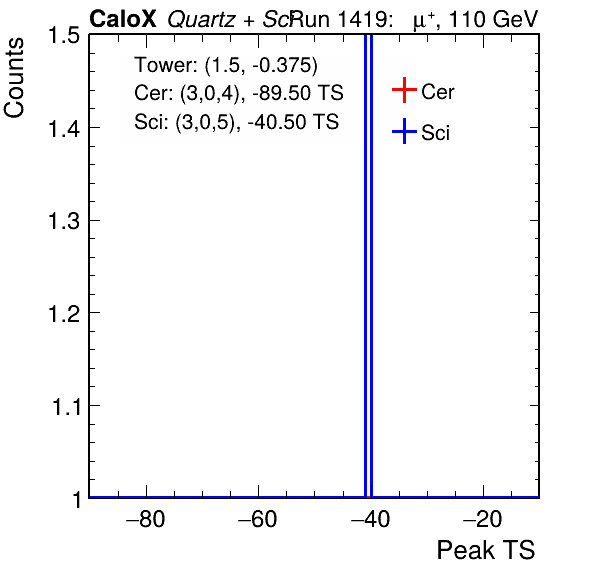 CaloX Quartz + Sci Run 1419: μ⁺, 110 GeV
Counts
Tower: (1.5, -0.375)
Cer: (3,0,4), -89.50 TS
Sci: (3,0,5), -40.50 TS
Cer
Sci
1.5
1.4
1.3
1.2
1.1
1
−80 −60 −40 −20
Peak TS